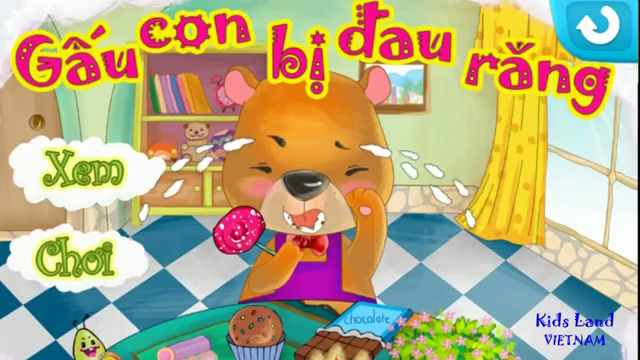 Gấu con bị đau răng
Xem
Chơi
chocolate
Kids Land
VIETNAM